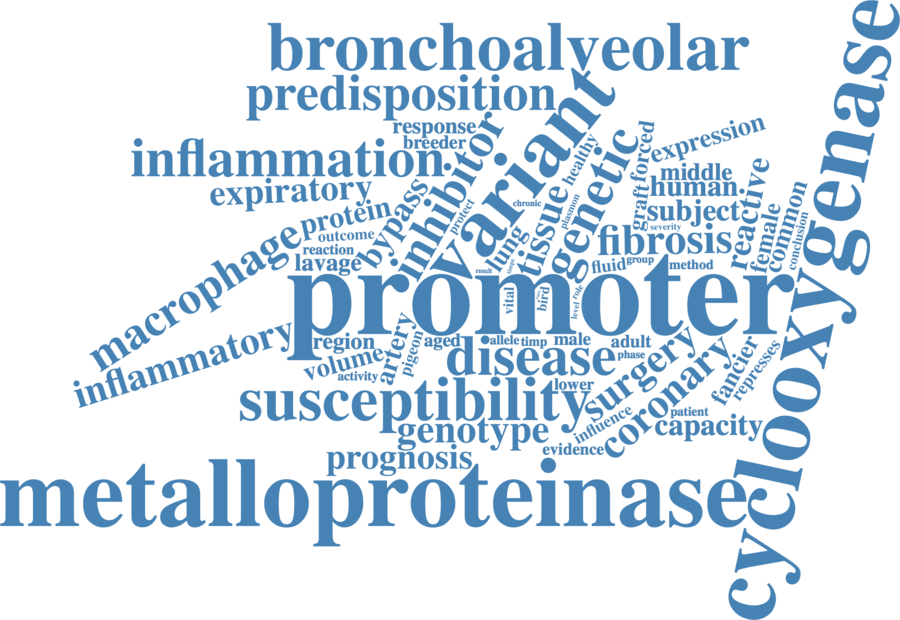 bronchoalveolar
cyclooxygenase
predisposition
variant
response
breeder
inhibitor
inflammation
expiratory
healthy
genetic
graft
forced
expression
middle
human
subject
severity
reactive
female
common
conclusion
bypass
protect
chronic
plasmon
tissue
lung
fibrosis
protein
outcome
reaction
lavage
macrophage
result
fluid
group
method
promoter
vital
bird
level
role
inflammatory
region
volume
activity
artery
pigeon
aged
allele
timp
male
adult
phase
disease
surgery
fancier
represses
susceptibility
lower
coronary
influence
patient
capacity
genotype
evidence
prognosis
metalloproteinase